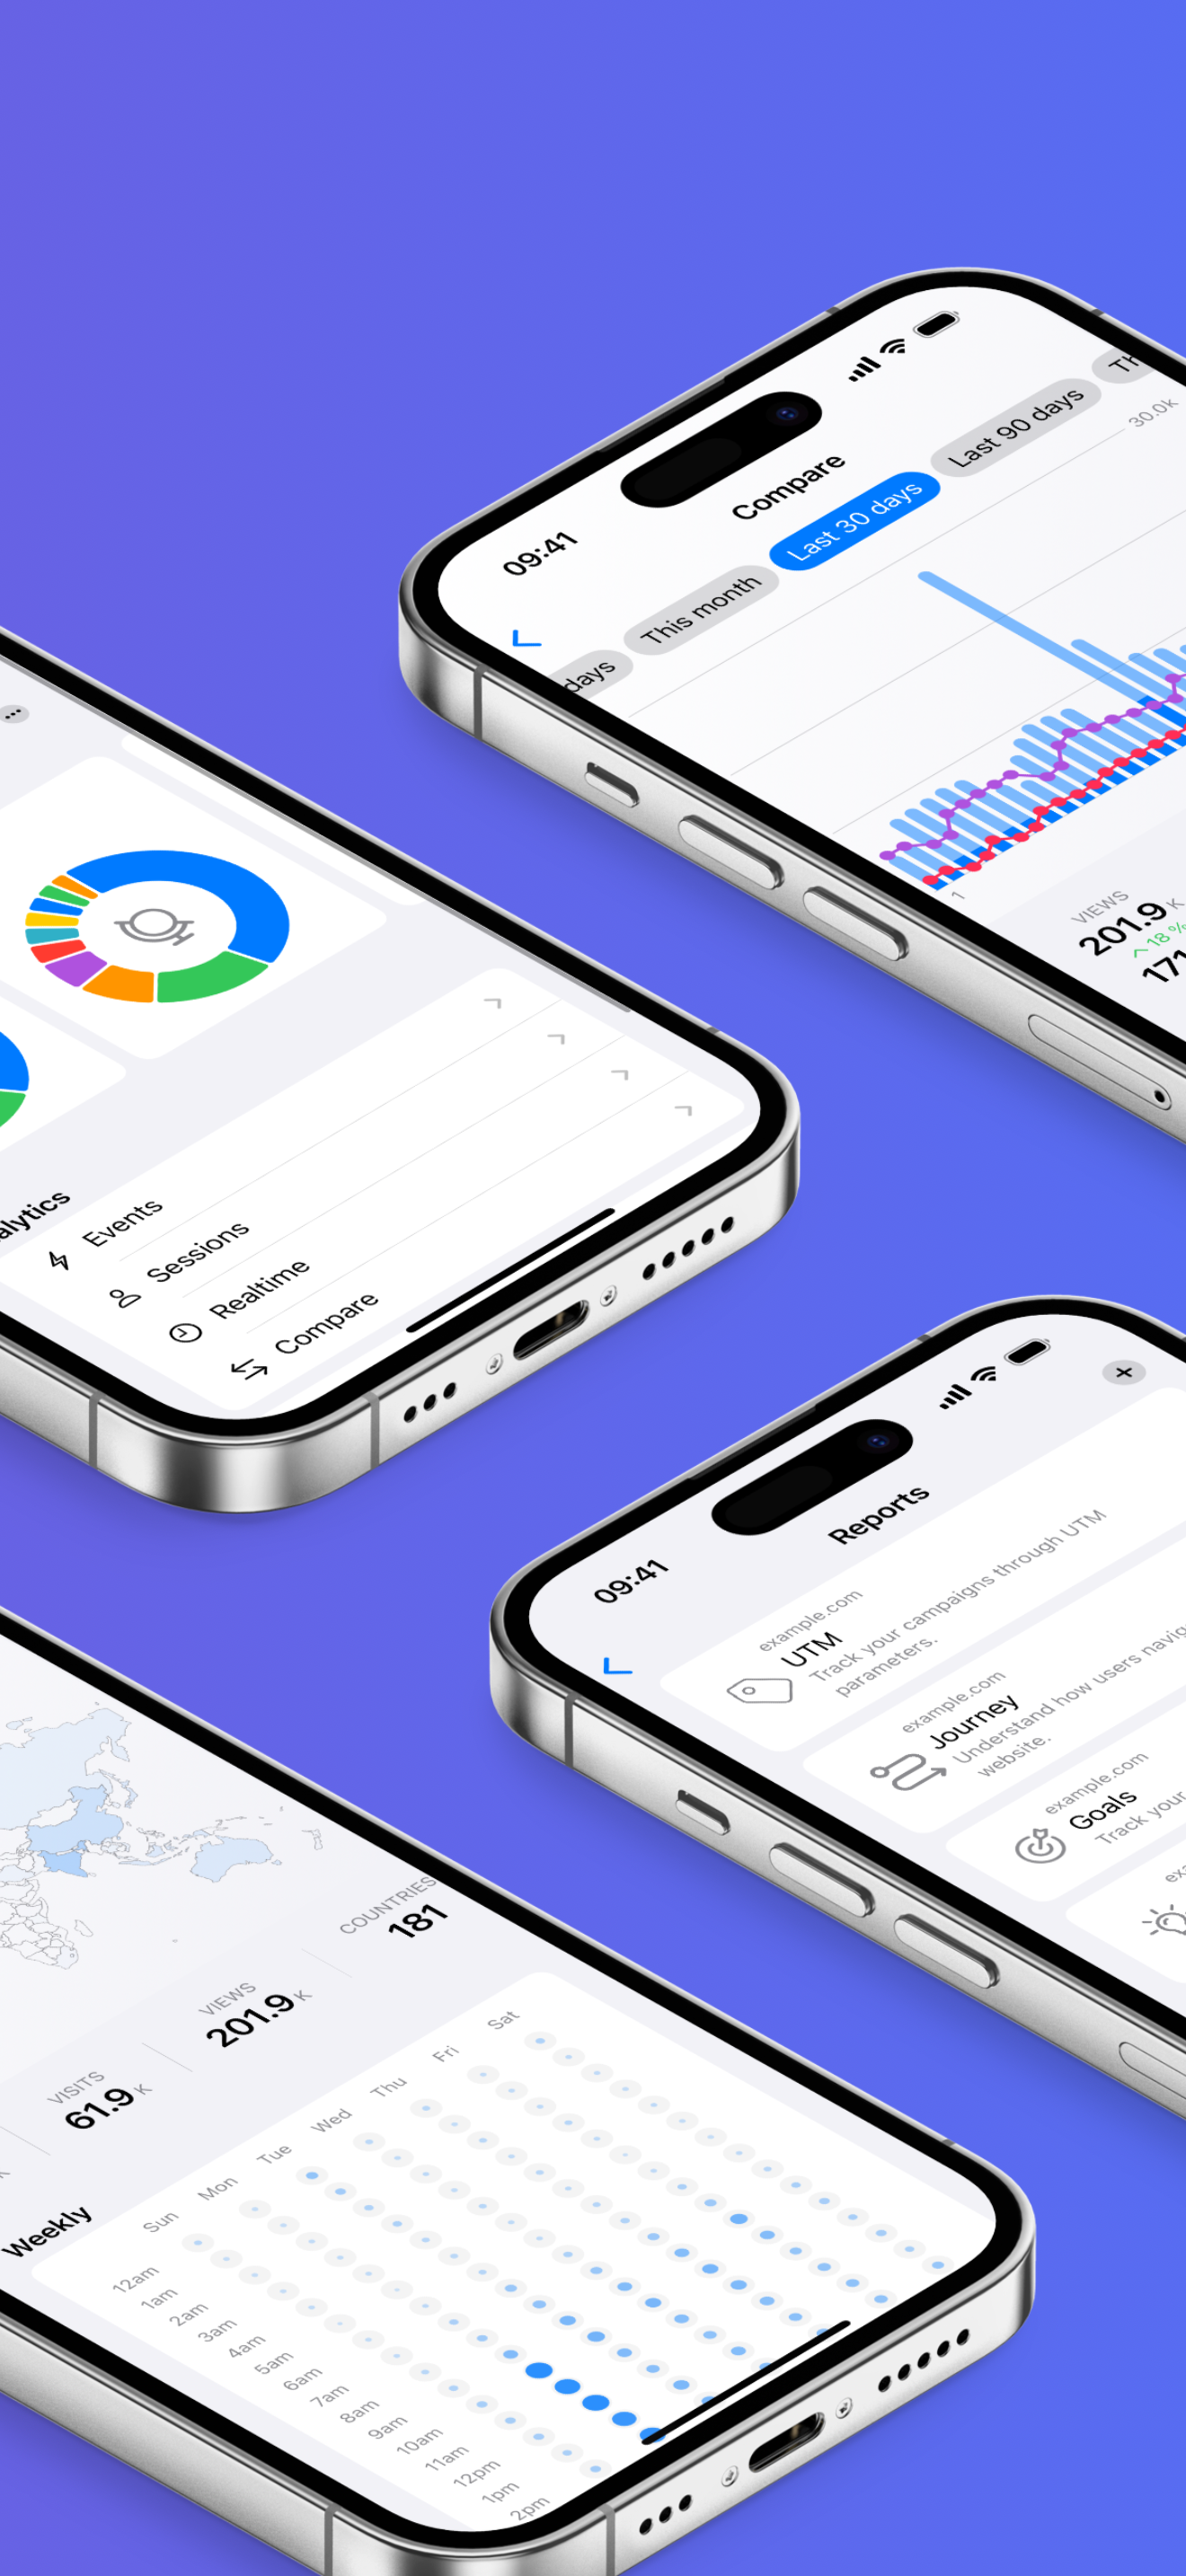 09:41
Compare
days
This month
Last 30 days
Last 90 days
Th
30.0k
1
VIEWS
201.9 K
18 %
171
alytics
Events
Sessions
Realtime
Compare
09:41
Reports
example.com
UTM
Track your campaigns through UTM
parameters.
example.com
Journey
Understand how users navig
website.
example.com
Goals
Track your
exa
VISITS
61.9 K
VIEWS
201.9 K
COUNTRIES
181
Weekly
Sun Mon Tue Wed Thu Fri Sat
12am
1am
2am
3am
4am
5am
6am
7am
8am
9am
10am
11am
12pm
1pm
2pm